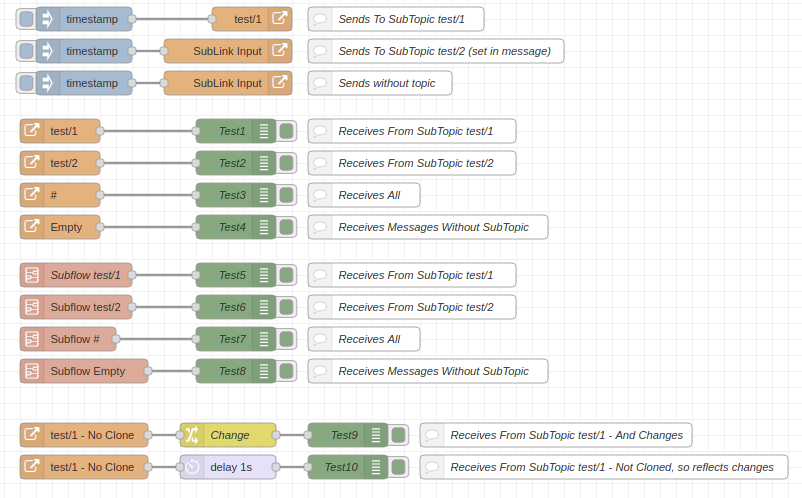 timestamp test/1 Sends To SubTopic test/1
timestamp SubLink Input Sends To SubTopic test/2 (set in message)
timestamp SubLink Input Sends without topic
test/1 Test1 Receives From SubTopic test/1
test/2 Test2 Receives From SubTopic test/2
# Test3 Receives All
Empty Test4 Receives Messages Without SubTopic
Subflow test/1 Test5 Receives From SubTopic test/1
Subflow test/2 Test6 Receives From SubTopic test/2
Subflow # Test7 Receives All
Subflow Empty Test8 Receives Messages Without SubTopic
test/1 - No Clone Change Test9 Receives From SubTopic test/1 - And Changes
test/1 - No Clone delay 1s Test10 Receives From SubTopic test/1 - Not Cloned, so reflects changes